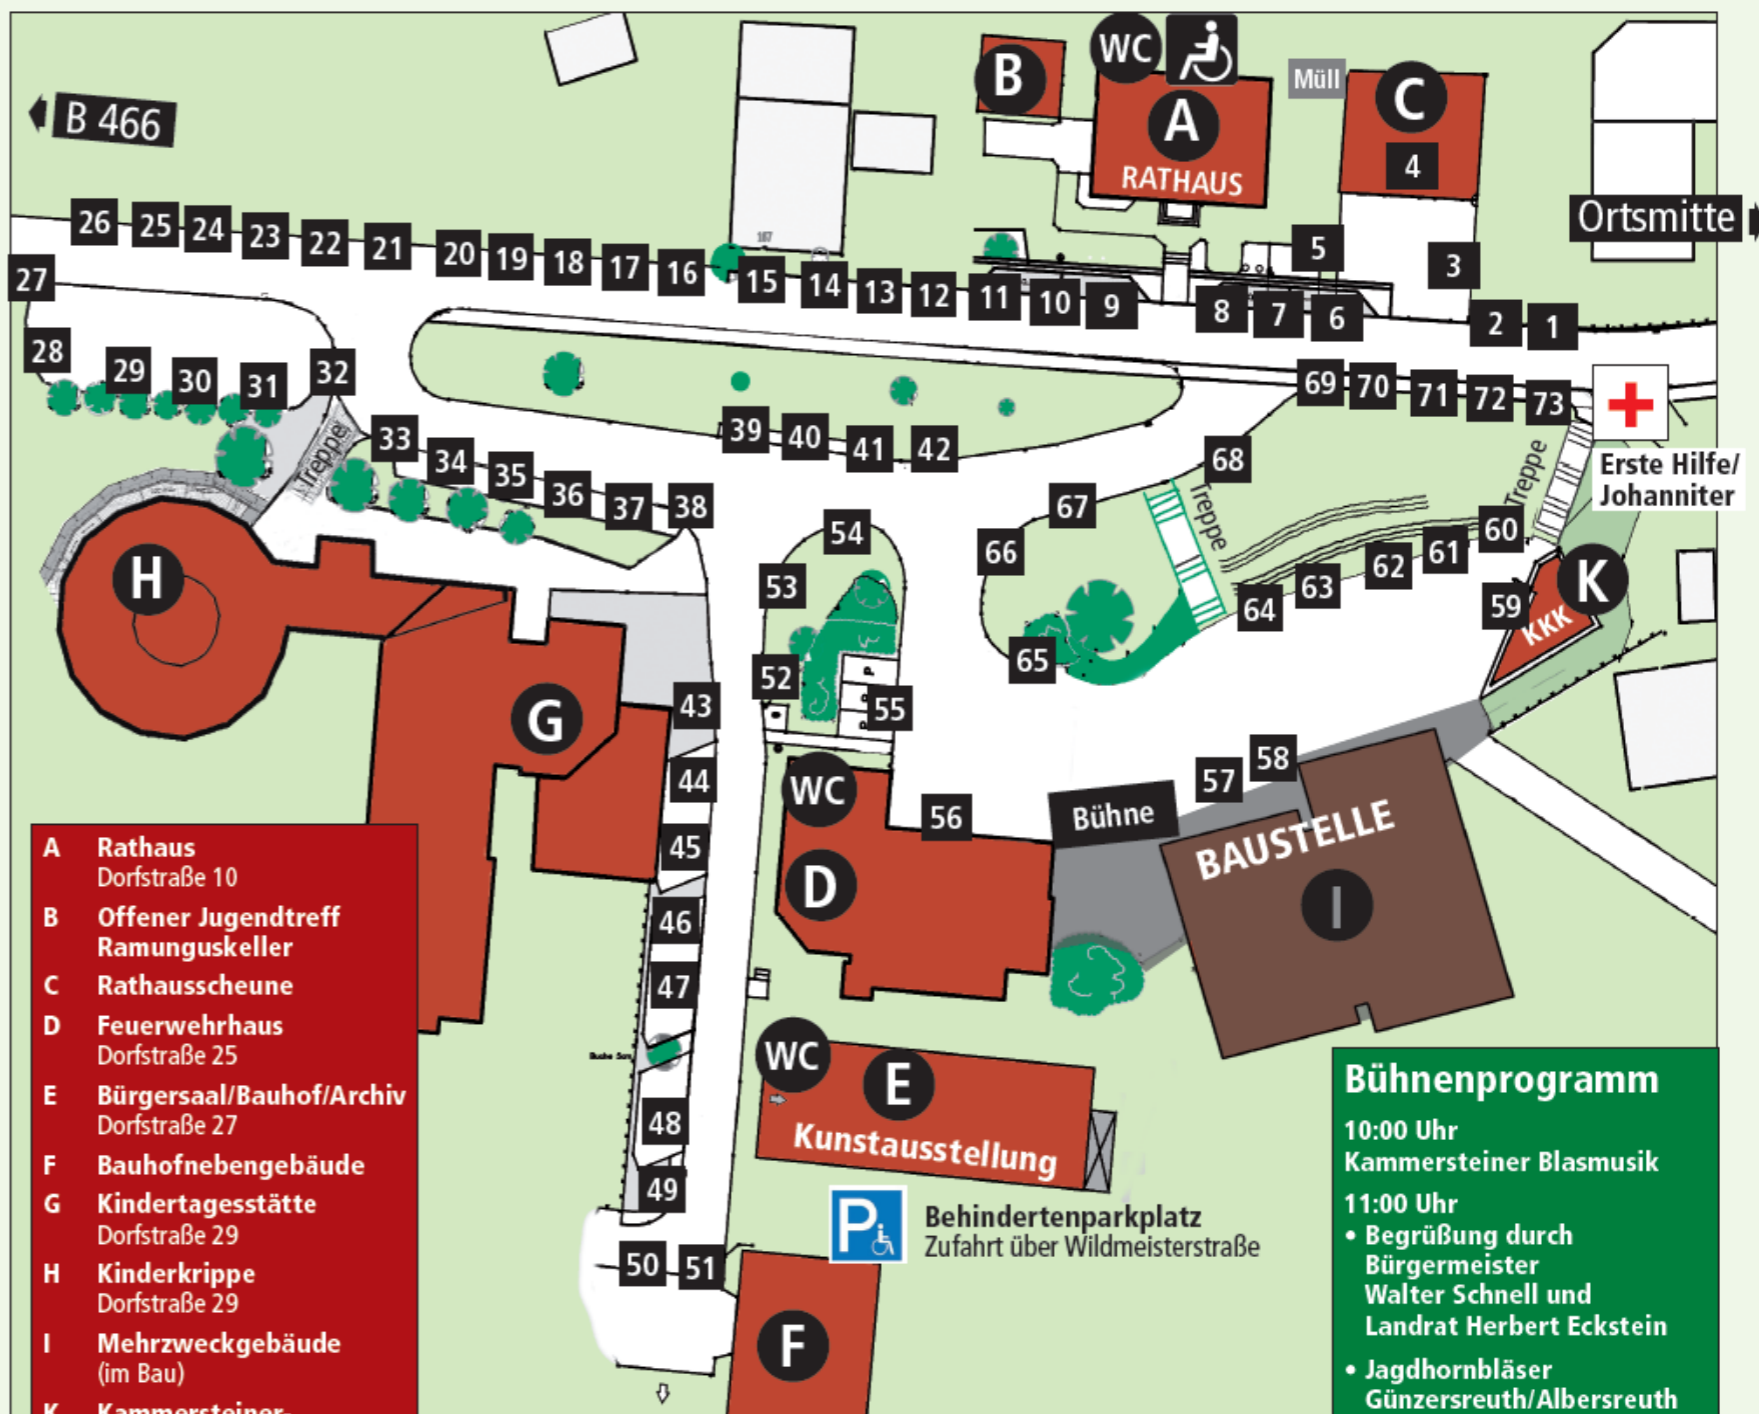 B 466
B
WC
A
RATHAUS
Müll
C
4
Ortsmitte
26
25
24
23
22
21
20
19
18
17
16
15
14
13
12
11
10
9
8
7
6
5
3
2
1
167
27
28
29
30
31
32
Treppe
33
34
35
36
37
38
39
40
41
42
69
70
71
72
73
Erste Hilfe/
Johanniter
68
67
66
65
Treppe
Treppe
64
63
62
61
60
59
K
KKK
54
53
52
55
P
H
G
43
44
45
46
47
48
49
50
51
WC
D
56
Bühne
57
58
BAUSTELLE
I
WC
E
Kunstausstellung
P
Behindertenparkplatz
Zufahrt über Wildmeisterstraße
F
A Rathaus
Dorfstraße 10
B Offener Jugendtreff
Ramunguskeller
C Rathausscheune
D Feuerwehrhaus
Dorfstraße 25
E Bürgersaal/Bauhof/Archiv
Dorfstraße 27
F Bauhofnebengebäude
G Kindertagesstätte
Dorfstraße 29
H Kinderkrippe
Dorfstraße 29
I Mehrzweckgebäude
(im Bau)
K Kammersteiner-
Bühnenprogramm
10:00 Uhr
Kammersteiner Blasmusik
11:00 Uhr
• Begrüßung durch
Bürgermeister
Walter Schnell und
Landrat Herbert Eckstein
• Jagdhornbläser
Günzersreuth/Albersreuth